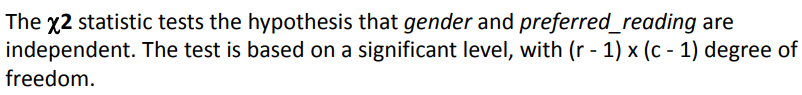 The χ2 statistic tests the hypothesis that gender and preferred_reading are
independent. The test is based on a significant level, with (r - 1) x (c - 1) degree of
freedom.